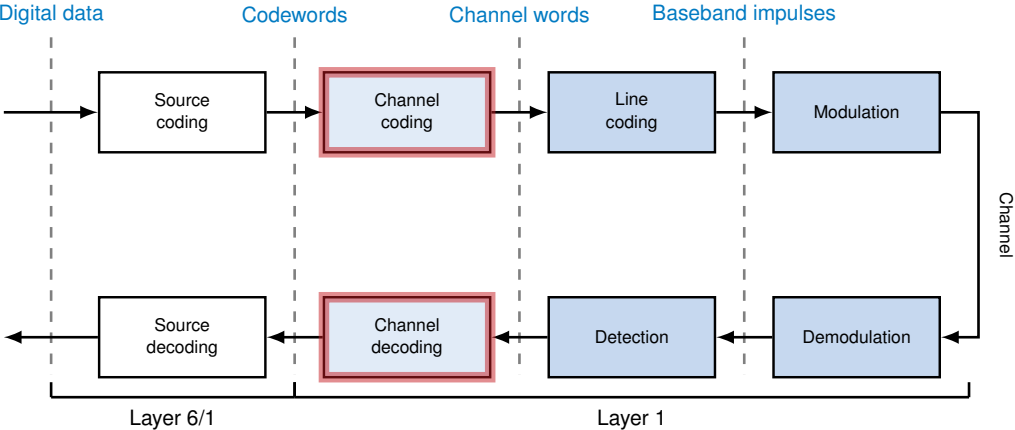 Digital data
Codewords
Channel words
Baseband impulses
Source
coding
Channel
coding
Line
coding
Modulation
Channel
Source
decoding
Channel
decoding
Detection
Demodulation
Layer 6/1
Layer 1